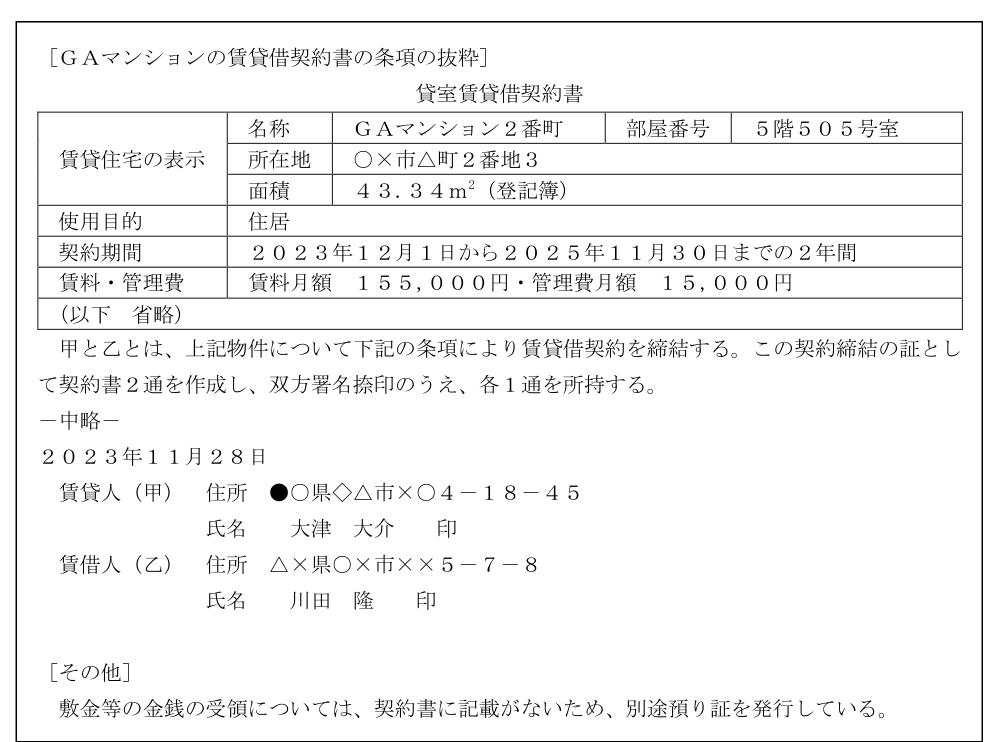 ［ＧＡマンションの賃貸借契約書の条項の抜粋］
貸室賃貸借契約書
賃貸住宅の表示 名称 ＧＡマンション２番町 部屋番号 ５階５０５号室
所在地 ○×市△町２番地３
面積 ４３.３４㎡（登記簿）
使用目的 住居
契約期間 ２０２３年１２月１日から２０２５年１１月３０日までの２年間
賃料・管理費 賃料月額　１５５,０００円・管理費月額　１５,０００円
（以下　省略）
甲と乙とは、上記物件について下記の条項により賃貸借契約を締結する。この契約締結の証とし
て契約書２通を作成し、双方署名捺印のうえ、各１通を所持する。
－中略－
２０２３年１１月２８日
賃貸人（甲）　住所　●○県◇△市×○４－１８－４５
氏名　　大津　大介　　印
賃借人（乙）　住所　△×県○×市××５－７－８
氏名　　川田　隆　　印
［その他］
敷金等の金銭の受領については、契約書に記載がないため、別途預り証を発行している。